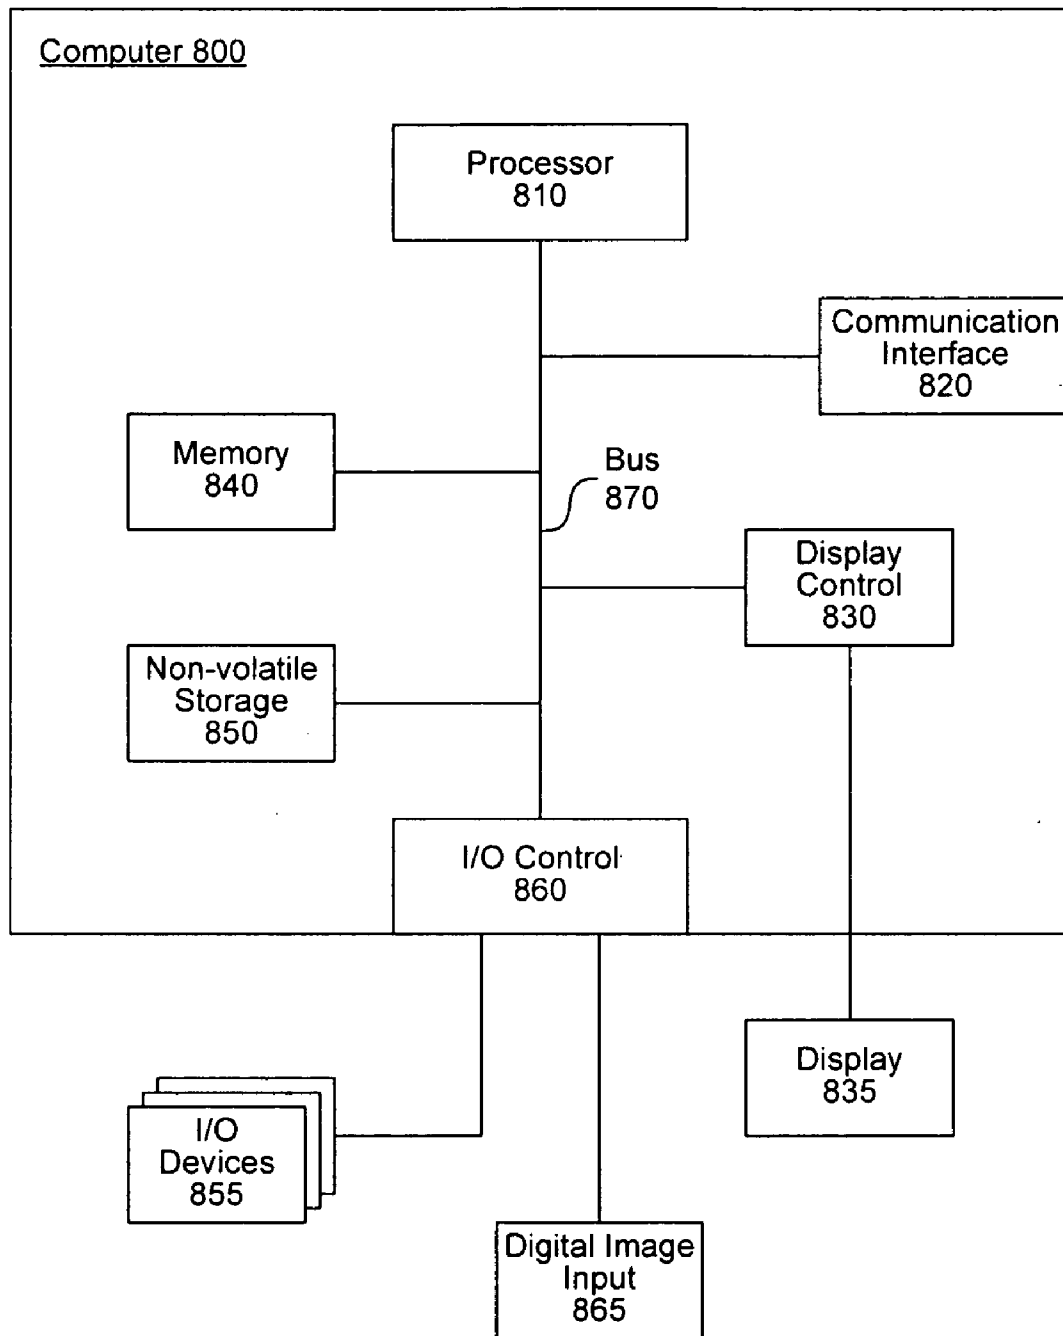 Computer 800
Processor
810
Communication
Interface
820
Memory
840
Bus
870
Display
Control
830
Non-volatile
Storage
850
I/O Control
860
Display
835
I/O
Devices
855
Digital Image
Input
865